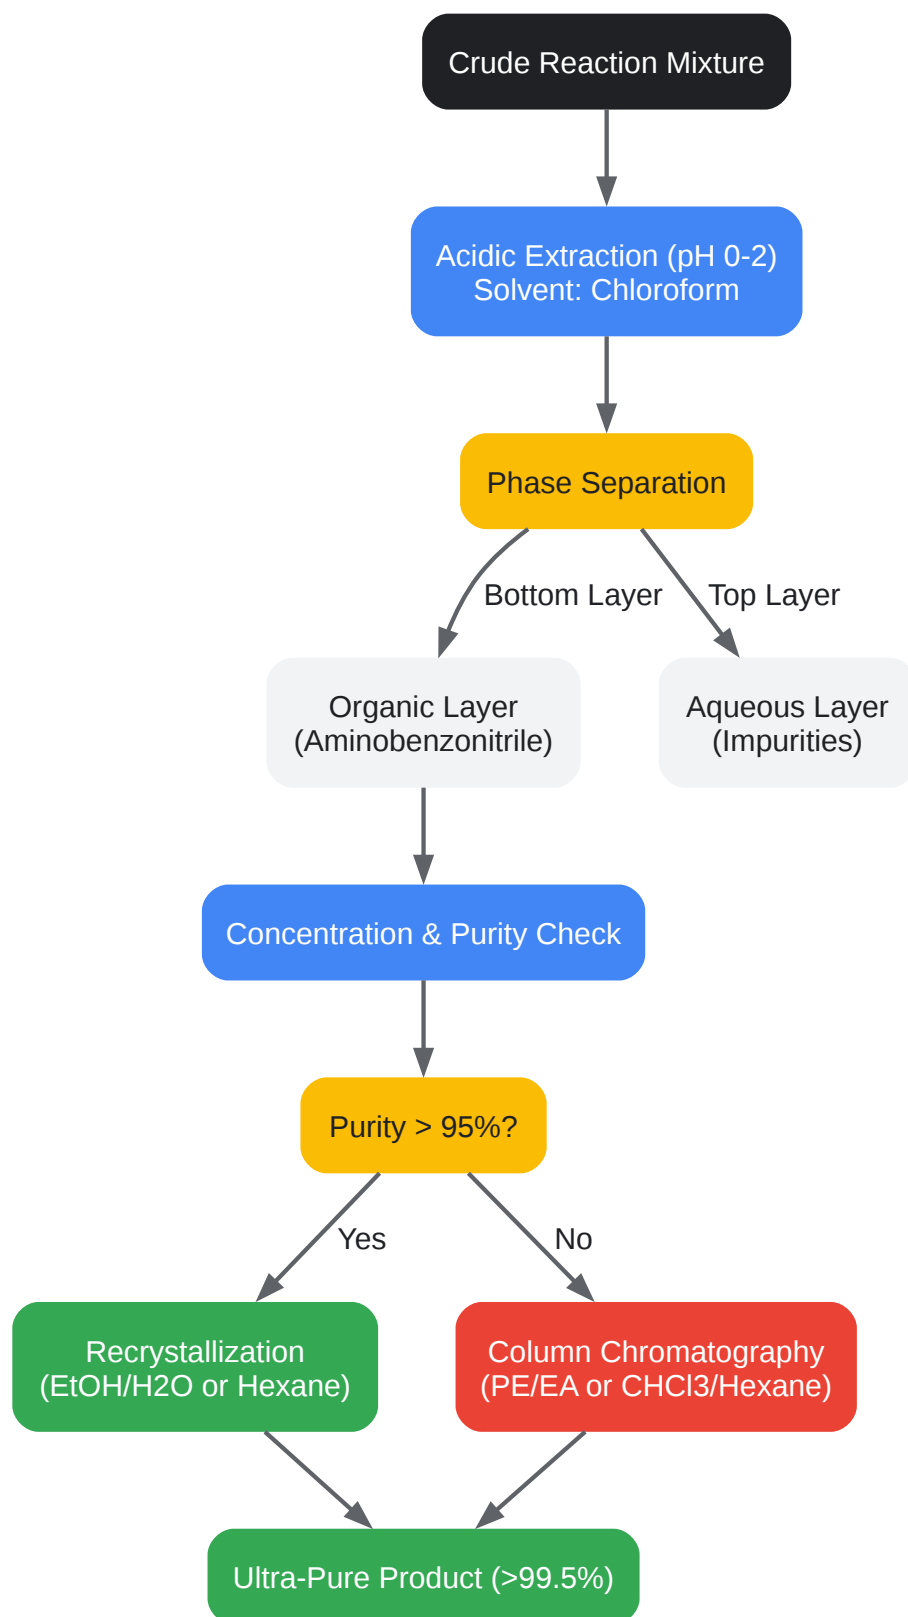 Crude Reaction Mixture
Acidic Extraction (pH 0-2)
Solvent: Chloroform
Phase Separation
Bottom Layer
Top Layer
Organic Layer
(Aminobenzonitrile)
Aqueous Layer
(Impurities)
Concentration & Purity Check
Purity > 95%?
Yes
No
Recrystallization
(EtOH/H2O or Hexane)
Column Chromatography
(PE/EA or CHCl3/Hexane)
Ultra-Pure Product (>99.5%)